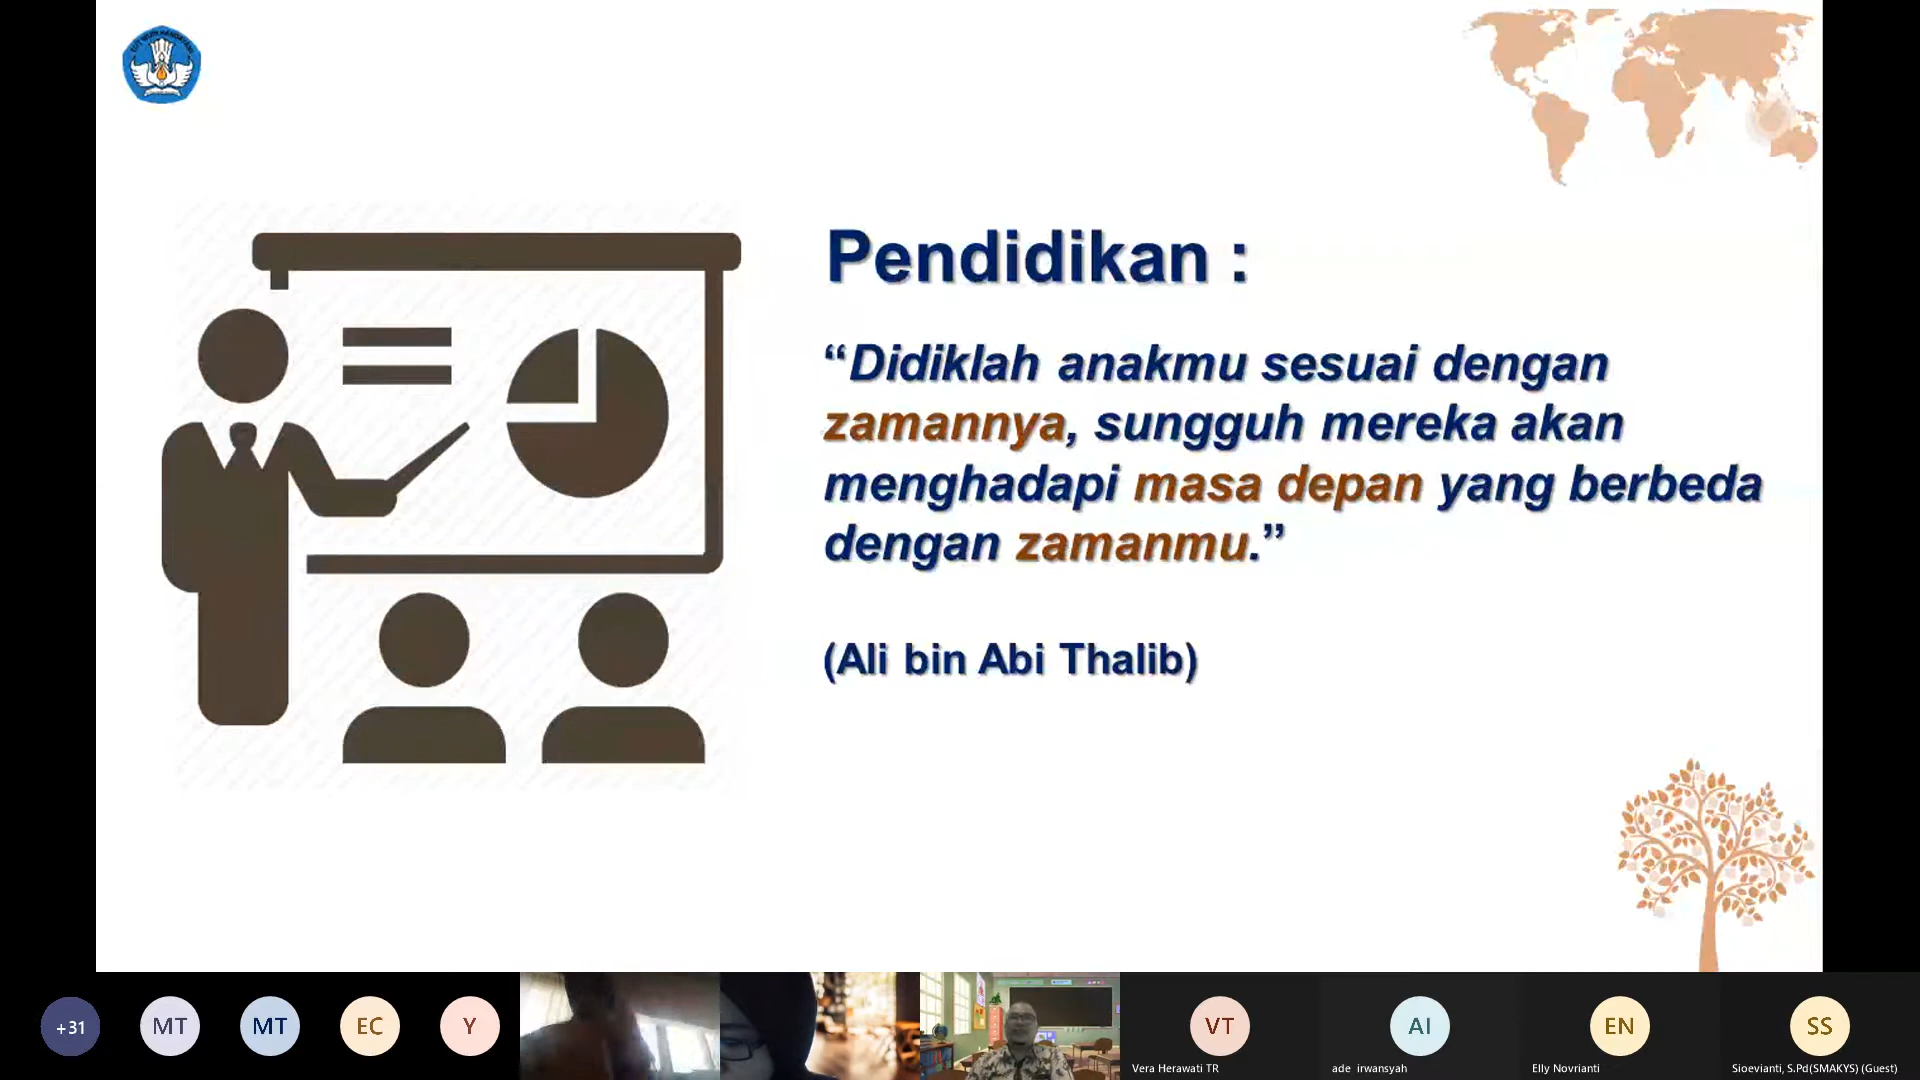 Pendidikan :
“Didiklah anakmu sesuai dengan
zamannya, sungguh mereka akan
menghadapi masa depan yang berbeda
dengan zamanmu.”
(Ali bin Abi Thalib)
+31
MT
MT
EC
Y
VT
AI
EN
SS
Vera Herawati TR
ade irwansyah
Elly Novrianti
Sioevianti, S.Pd(SMAKYS) (Guest)